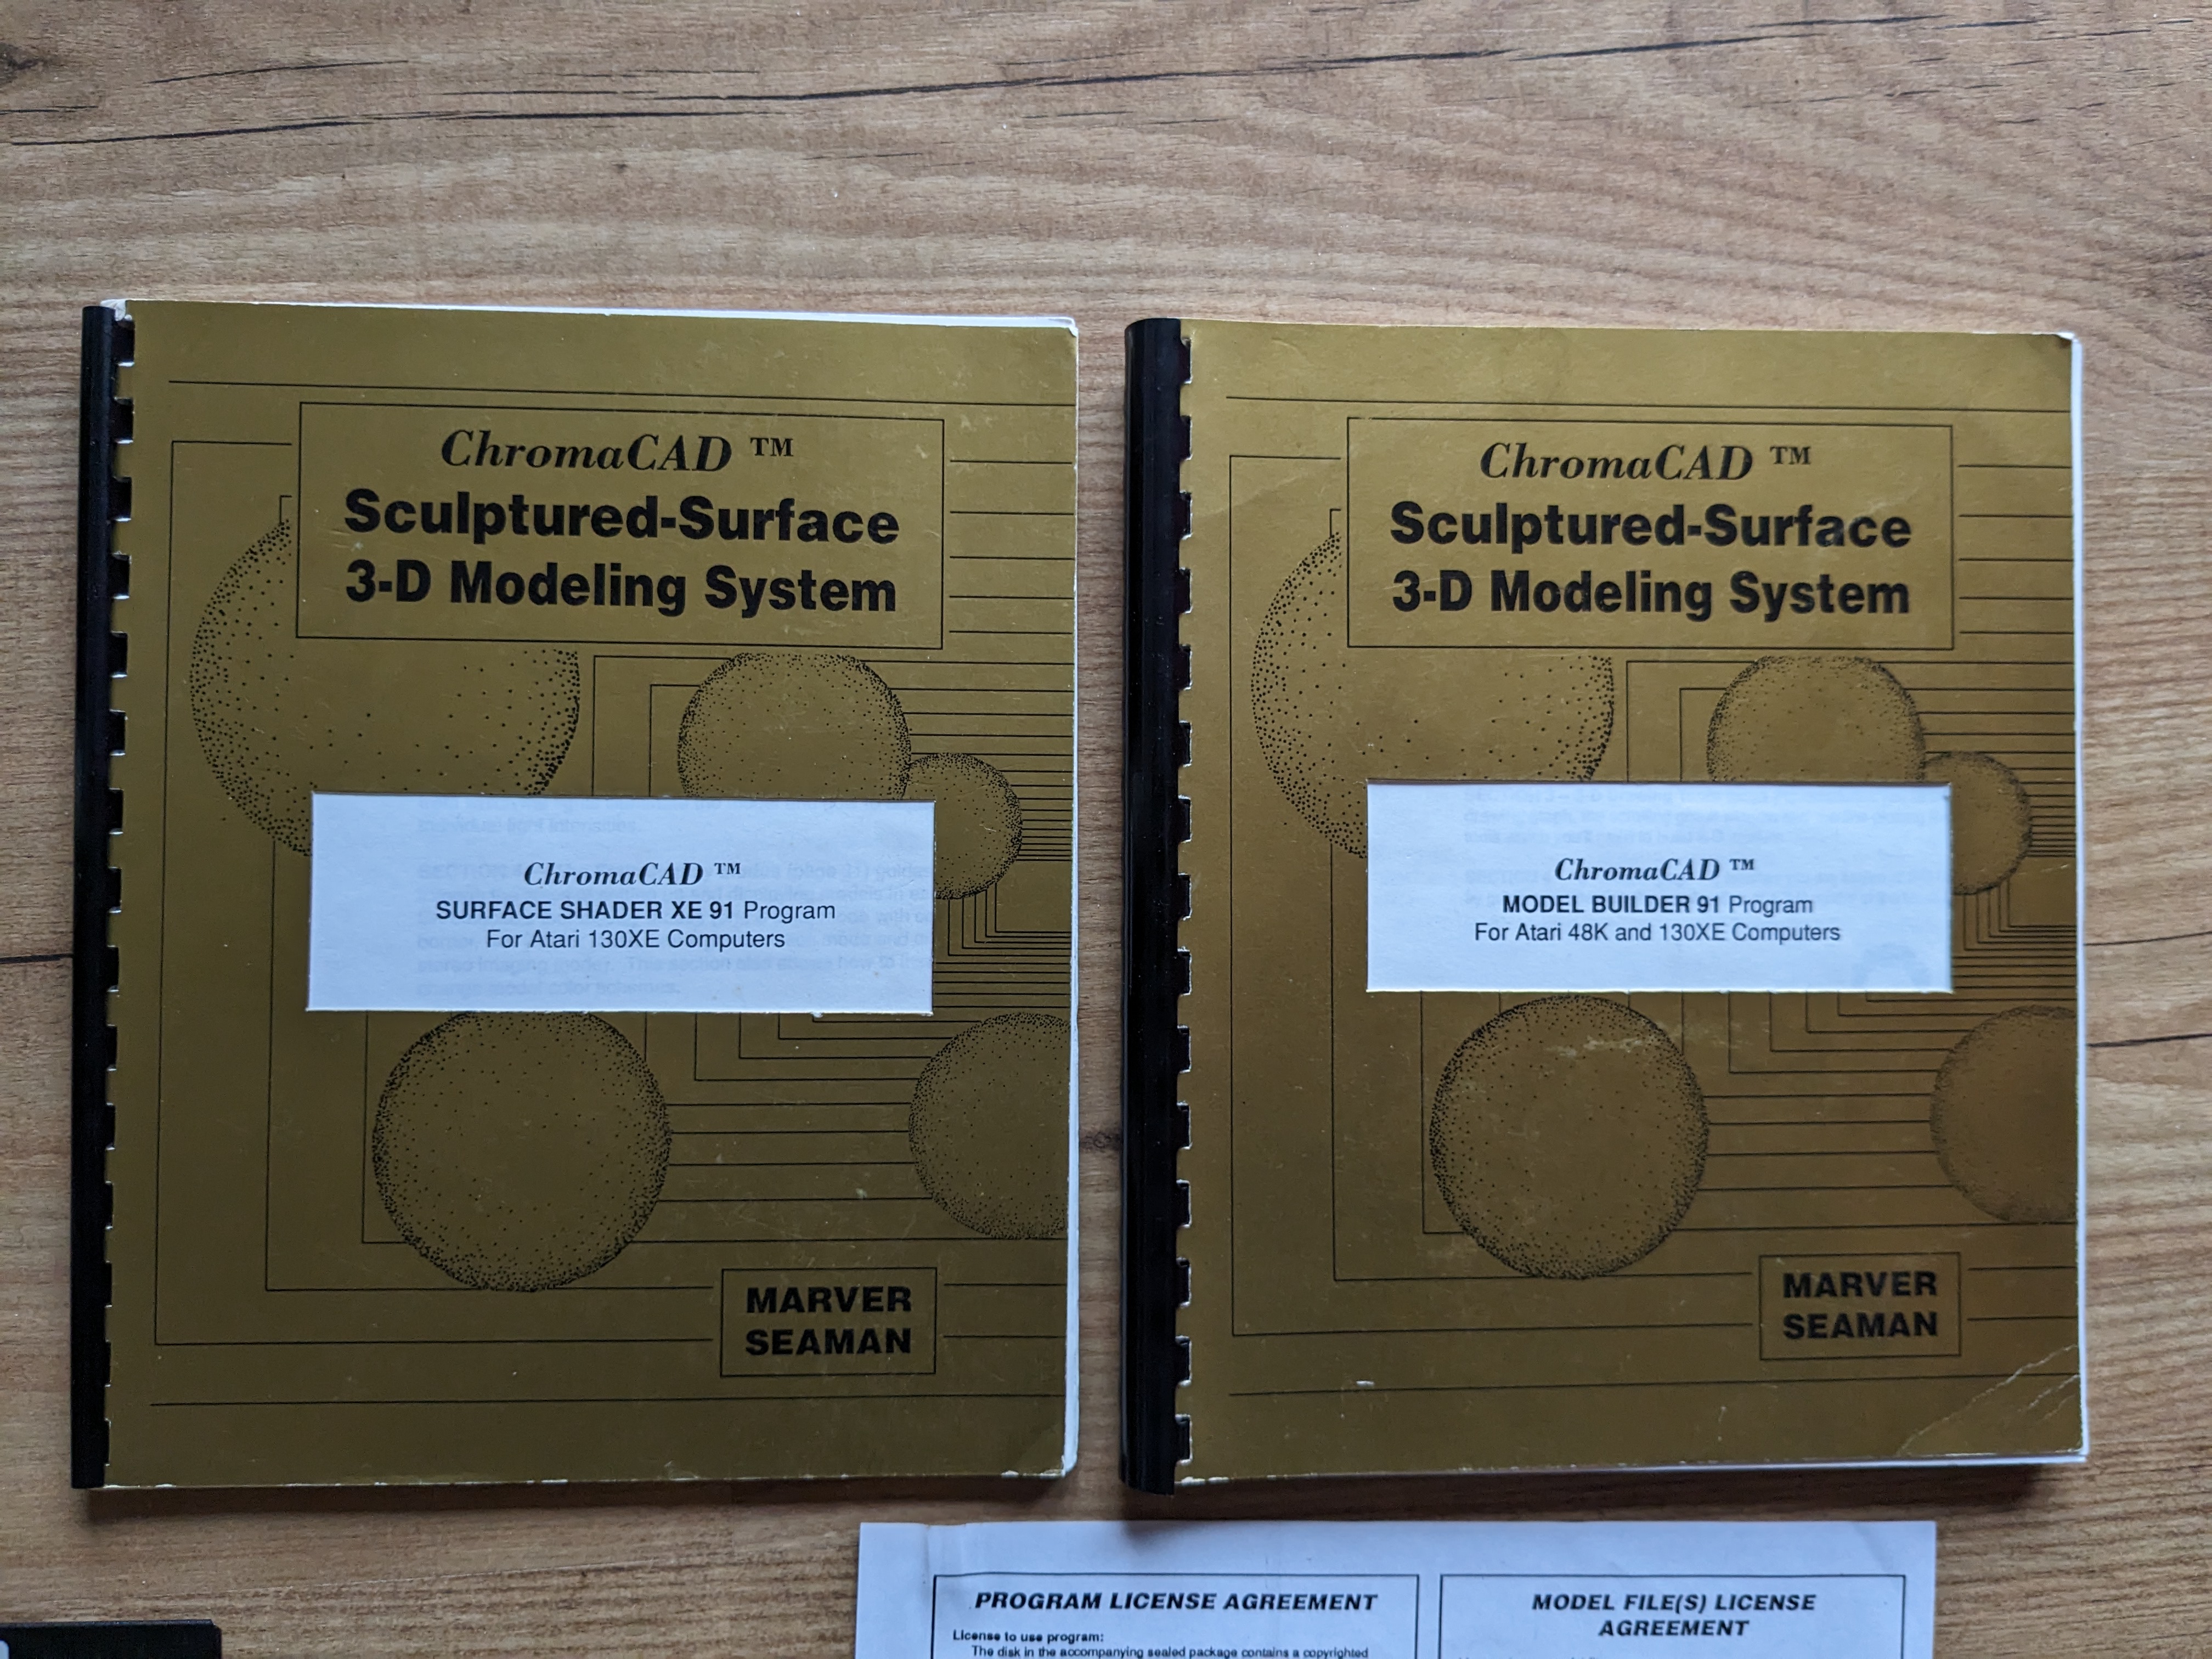 ChromaCAD ™
Sculptured-Surface
3-D Modeling System
ChromaCAD ™
SURFACE SHADER XE 91 Program
For Atari 130XE Computers
MARVER
SEAMAN
ChromaCAD ™
Sculptured-Surface
3-D Modeling System
ChromaCAD ™
MODEL BUILDER 91 Program
For Atari 48K and 130XE Computers
MARVER
SEAMAN
PROGRAM LICENSE AGREEMENT
License to use program:
The disk in the accompanying sealed package contains a copyrighted
MODEL FILE(S) LICENSE
AGREEMENT